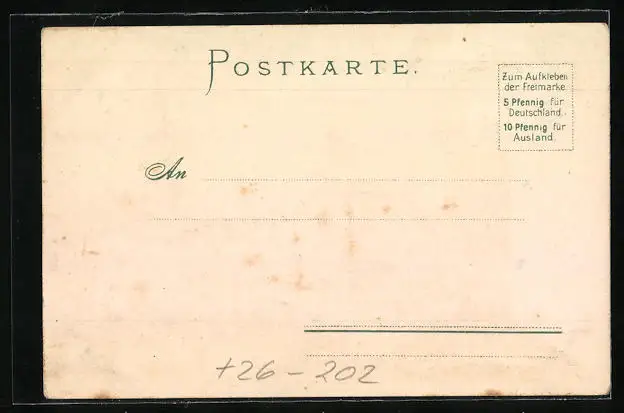 POSTKARTE.
Zum Aufkleben
der Freimarke
5 Pfennig für
Deutschland.
10 Pfennig für
Ausland.
An
+26-202